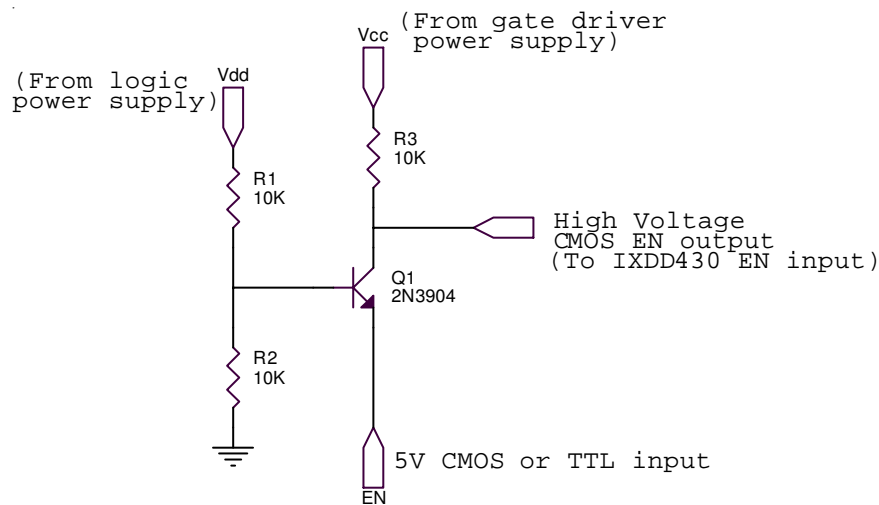 (From gate driver
power supply)
Vcc
(From logic
power supply)
Vdd
R3
10K
R1
10K
High Voltage
CMOS EN output
(To IXDD430 EN input)
Q1
2N3904
R2
10K
5V CMOS or TTL input
EN